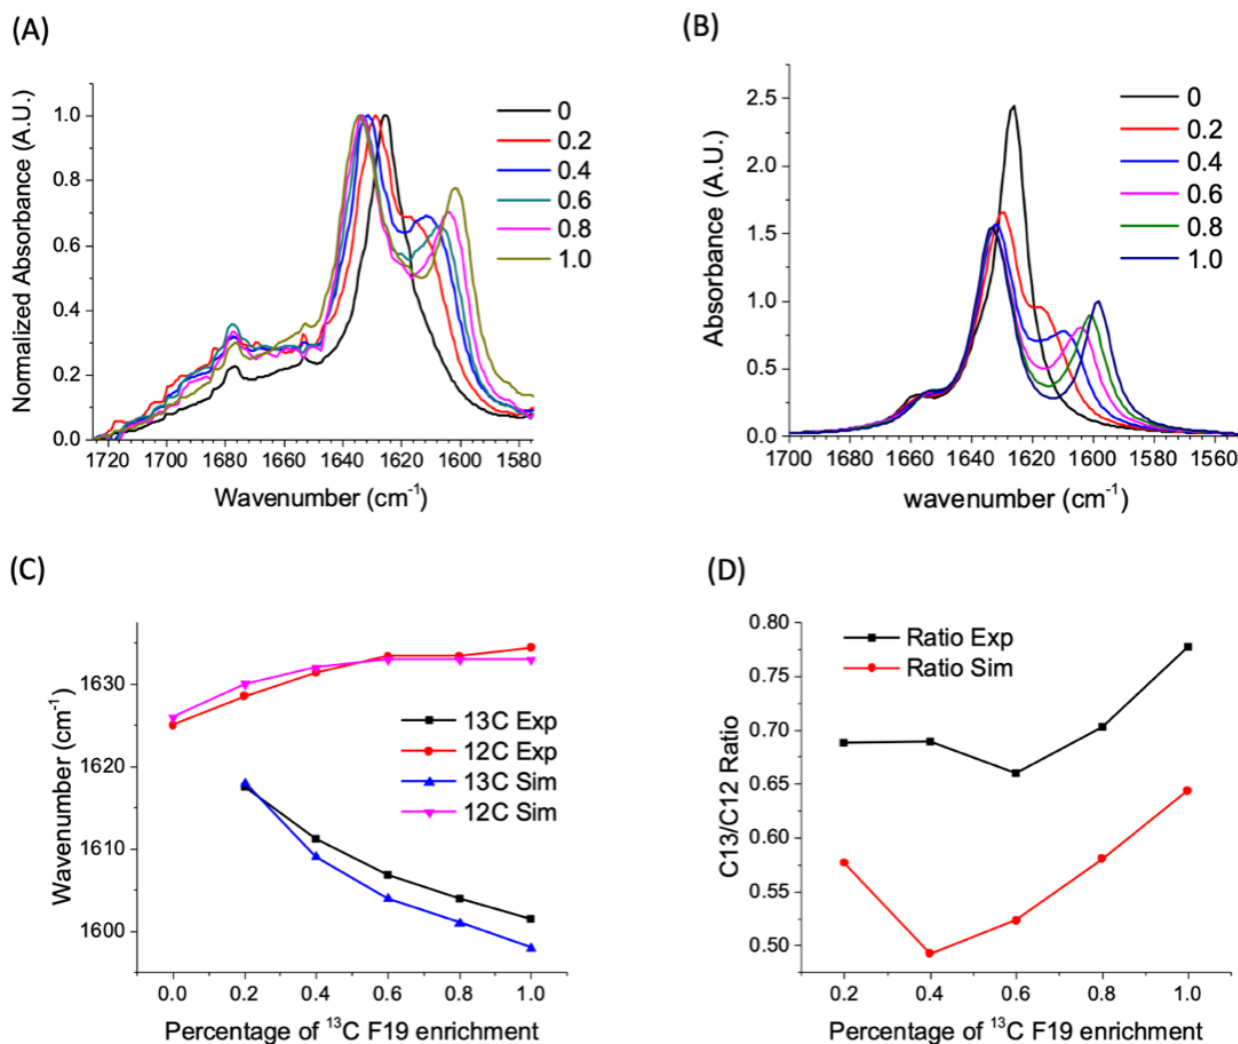 (A)
Normalized Absorbance (A.U.)
1.0
0.8
0.6
0.4
0.2
0.0
1720 1700 1680 1660 1640 1620 1600 1580
Wavenumber (cm⁻¹)
0
0.2
0.4
0.6
0.8
1.0
(B)
Absorbance (A.U.)
2.5
2.0
1.5
1.0
0.5
0.0
1700 1680 1660 1640 1620 1600 1580 1560
wavenumber (cm⁻¹)
0
0.2
0.4
0.6
0.8
1.0
(C)
Wavenumber (cm⁻¹)
1630
1620
1610
1600
0.0 0.2 0.4 0.6 0.8 1.0
Percentage of ¹³C F19 enrichment
13C Exp
12C Exp
13C Sim
12C Sim
(D)
C13/C12 Ratio
0.80
0.75
0.70
0.65
0.60
0.55
0.50
0.2 0.4 0.6 0.8 1.0
Percentage of ¹³C F19 enrichment
Ratio Exp
Ratio Sim